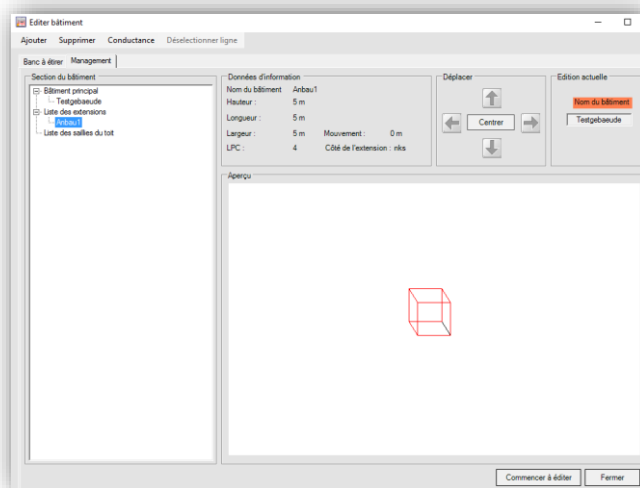 Editer bâtiment
Ajouter Supprimer Conductance Déselectionner ligne
Banc à étirer Management
Section du bâtiment
Bâtiment principal
Testgebaeude
Liste des extensions
Anbau1
Liste des saillies du toit
Données d'information
Nom du bâtiment Anbau1
Hauteur : 5 m
Longueur : 5 m
Largeur : 5 m Mouvement : 0 m
LPC : 4 Côté de l'extension : nks
Déplacer
Centrer
Edition actuelle
Nom du bâtiment
Testgebaeude
Aperçu
Commencer à éditer Fermer